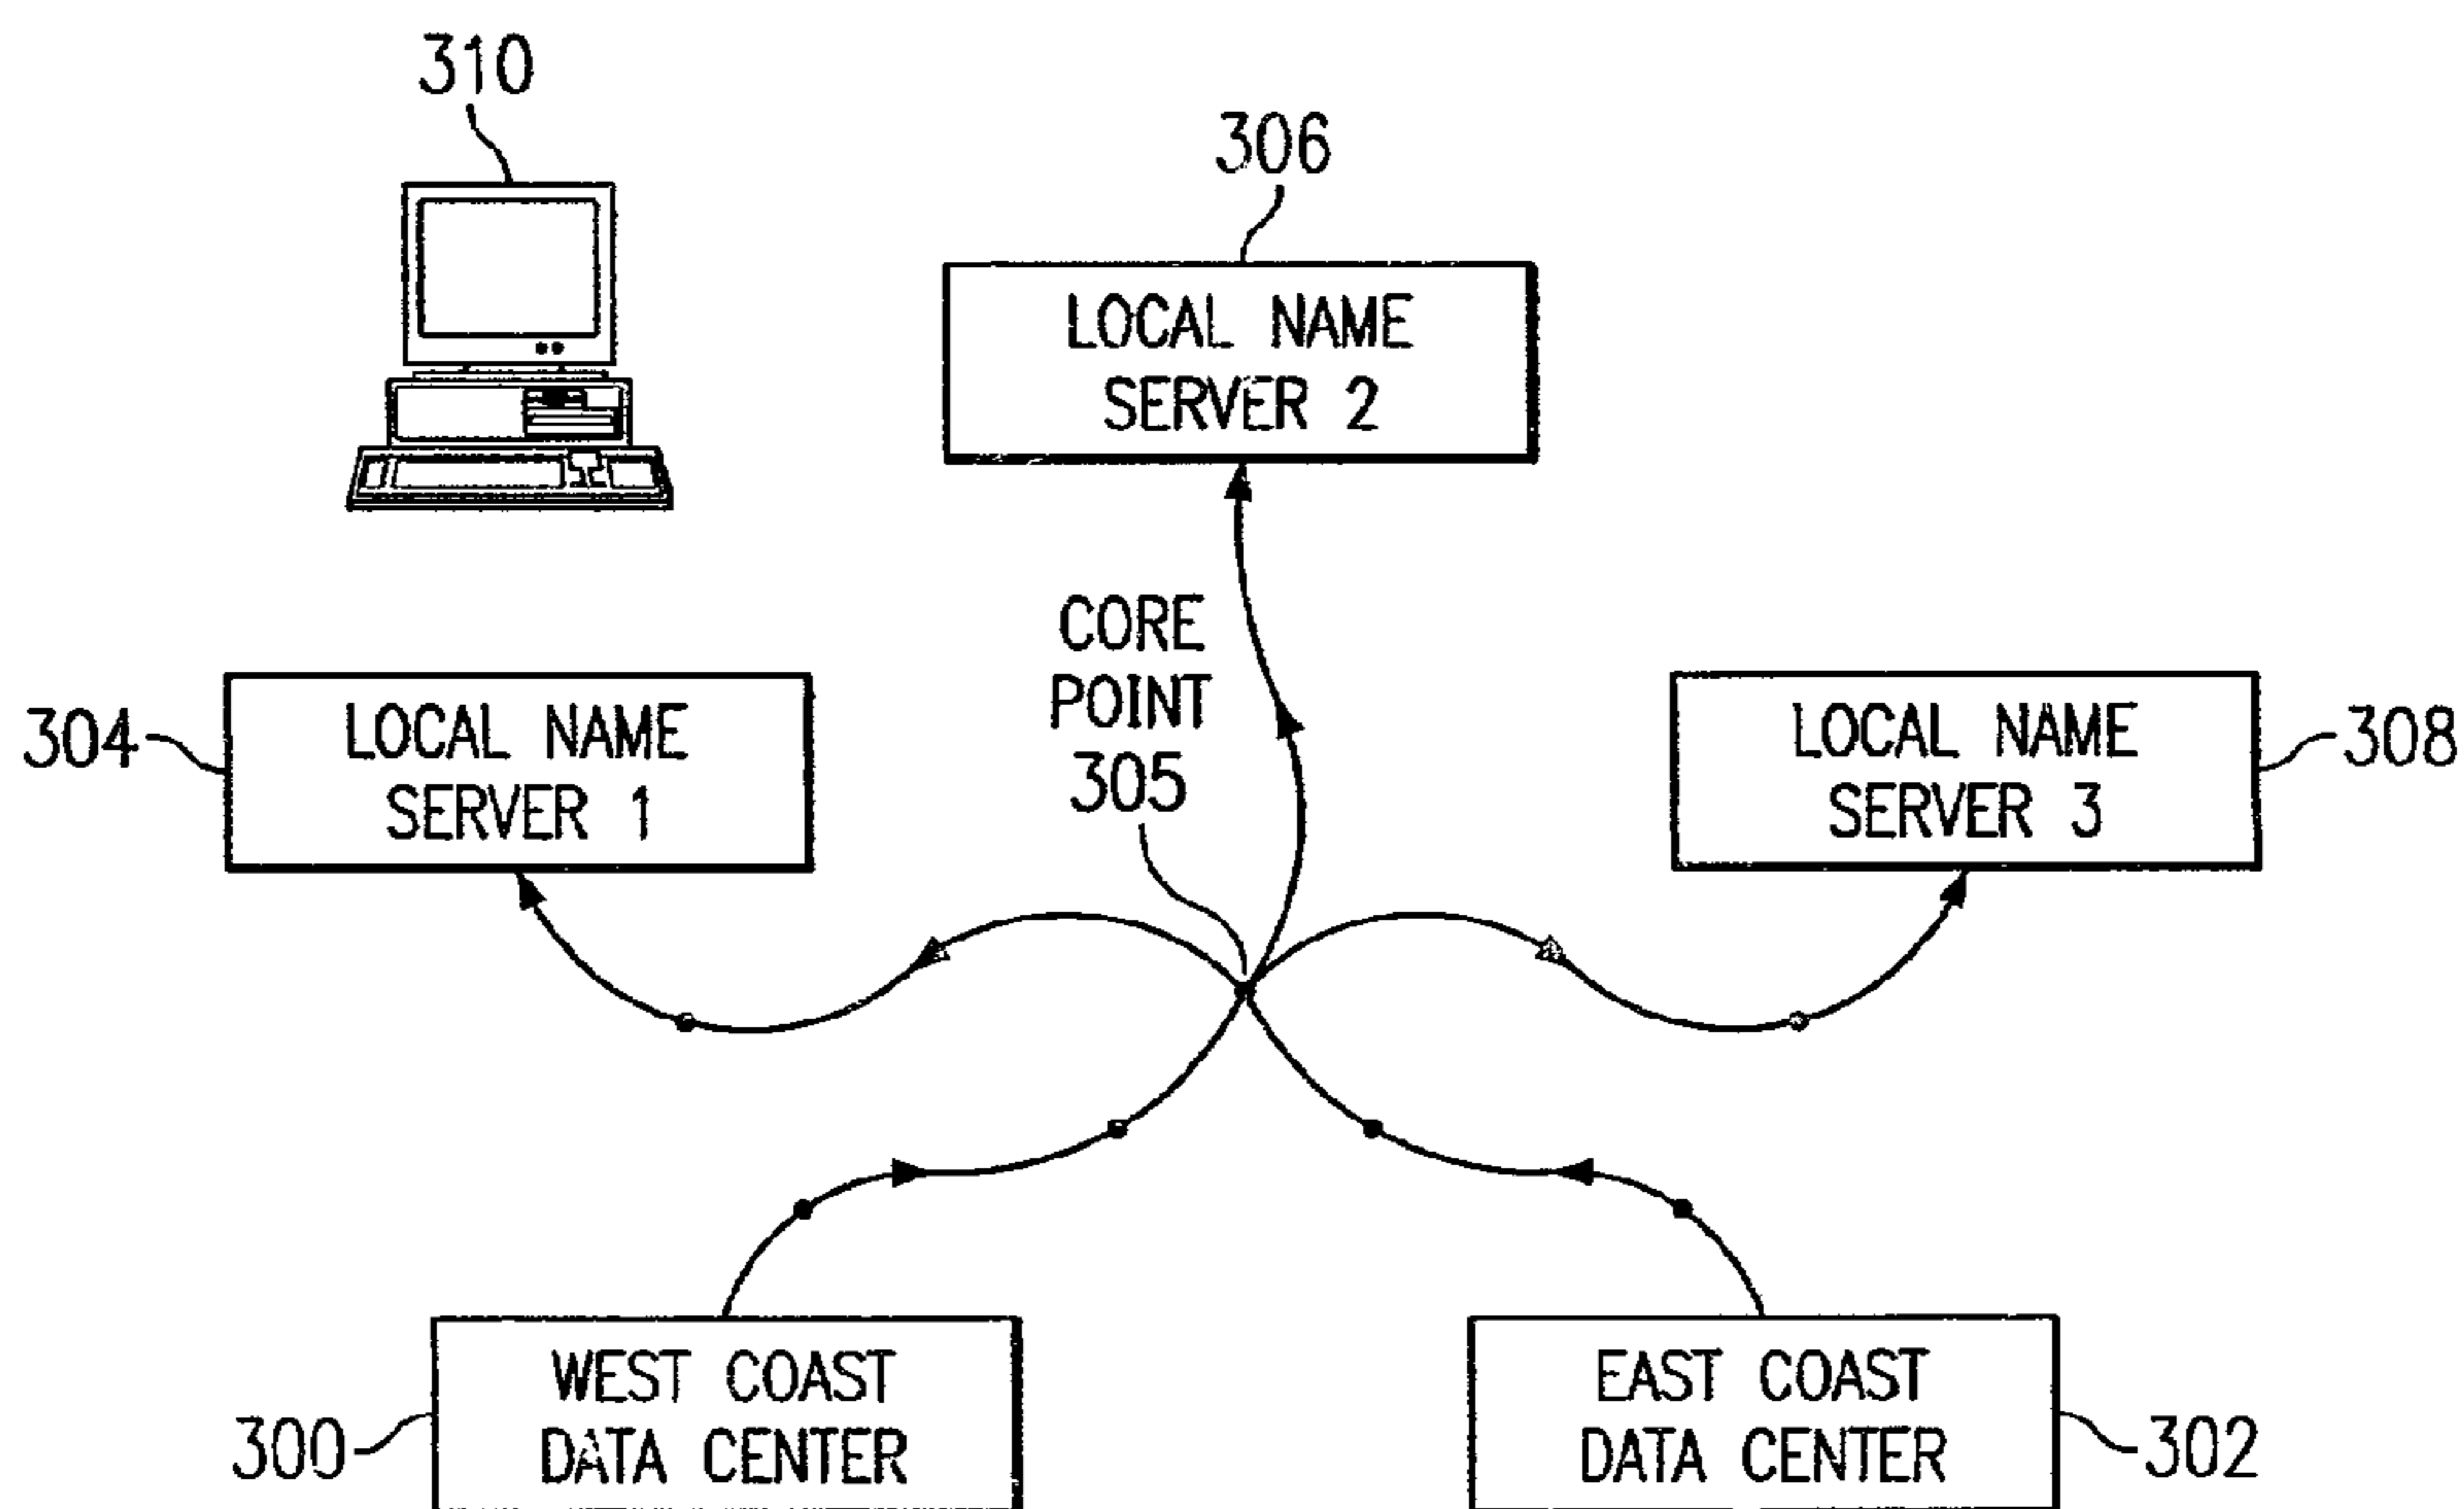 310
306
LOCAL NAME
SERVER 2
CORE
POINT
305
304
LOCAL NAME
SERVER 1
LOCAL NAME
SERVER 3
308
WEST COAST
DATA CENTER
300
EAST COAST
DATA CENTER
302